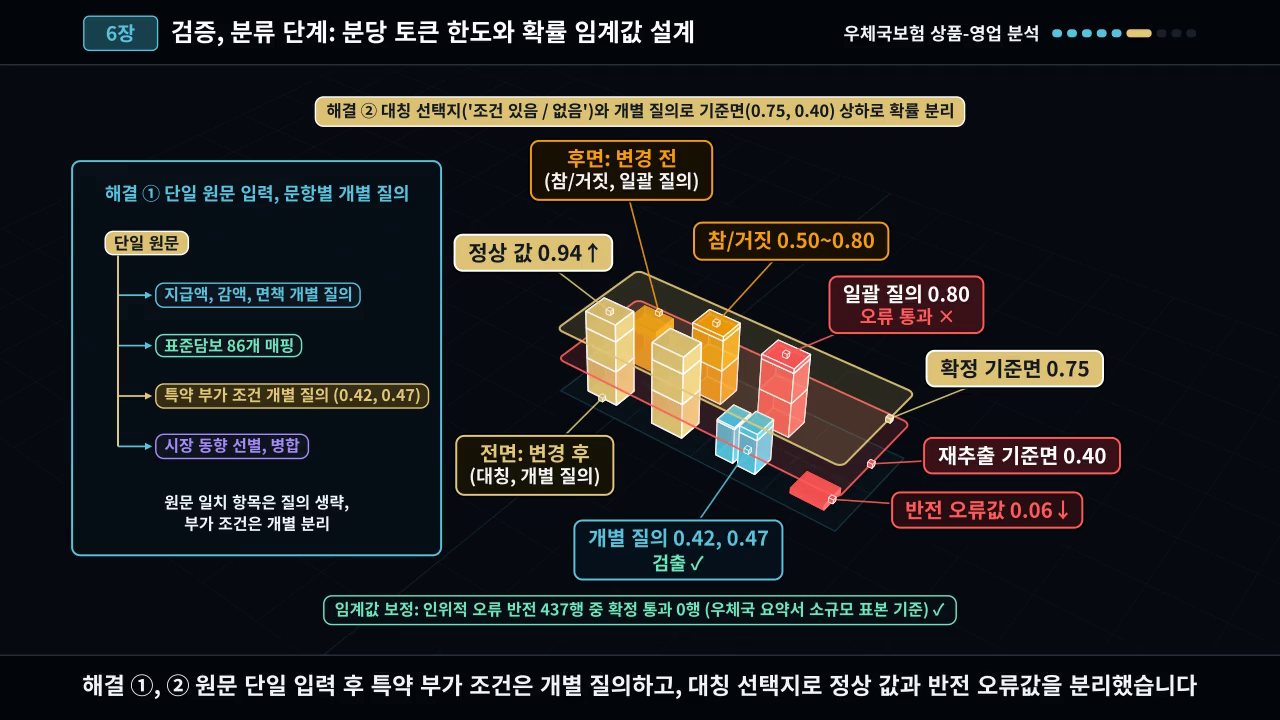 6장
검증, 분류 단계: 분당 토큰 한도와 확률 임계값 설계
우체국보험 상품-영업 분석
해결 ② 대칭 선택지('조건 있음 / 없음')와 개별 질의로 기준면(0.75, 0.40) 상하로 확률 분리
해결 ① 단일 원문 입력, 문항별 개별 질의
단일 원문
지급액, 감액, 면책 개별 질의
표준담보 86개 매핑
특약 부가 조건 개별 질의 (0.42, 0.47)
시장 동향 선별, 병합
원문 일치 항목은 질의 생략,
부가 조건은 개별 분리
후면: 변경 전
(참/거짓, 일괄 질의)
정상 값 0.94↑
참/거짓 0.50~0.80
일괄 질의 0.80
오류 통과 ×
확정 기준면 0.75
전면: 변경 후
(대칭, 개별 질의)
재추출 기준면 0.40
반전 오류값 0.06↓
개별 질의 0.42, 0.47
검출 ✓
임계값 보정: 인위적 오류 반전 437행 중 확정 통과 0행 (우체국 요약서 소규모 표본 기준) ✓
해결 ①, ② 원문 단일 입력 후 특약 부가 조건은 개별 질의하고, 대칭 선택지로 정상 값과 반전 오류값을 분리했습니다